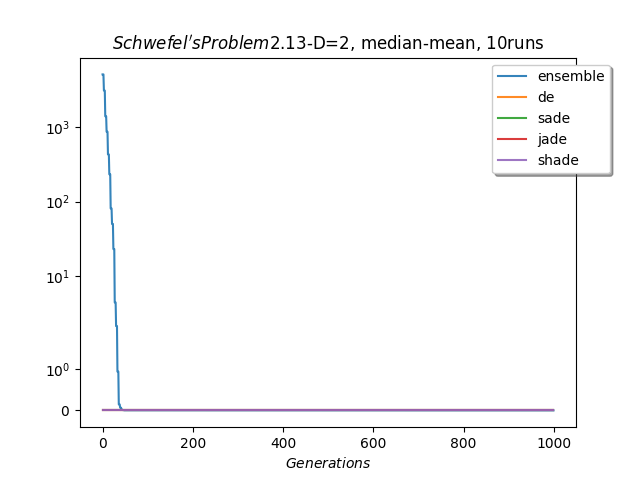 Schwefel'sProblem2.13-D=2, median-mean, 10runs
ensemble
de
sade
jade
shade
10^3
10^2
10^1
10^0
0
0 200 400 600 800 1000
Generations